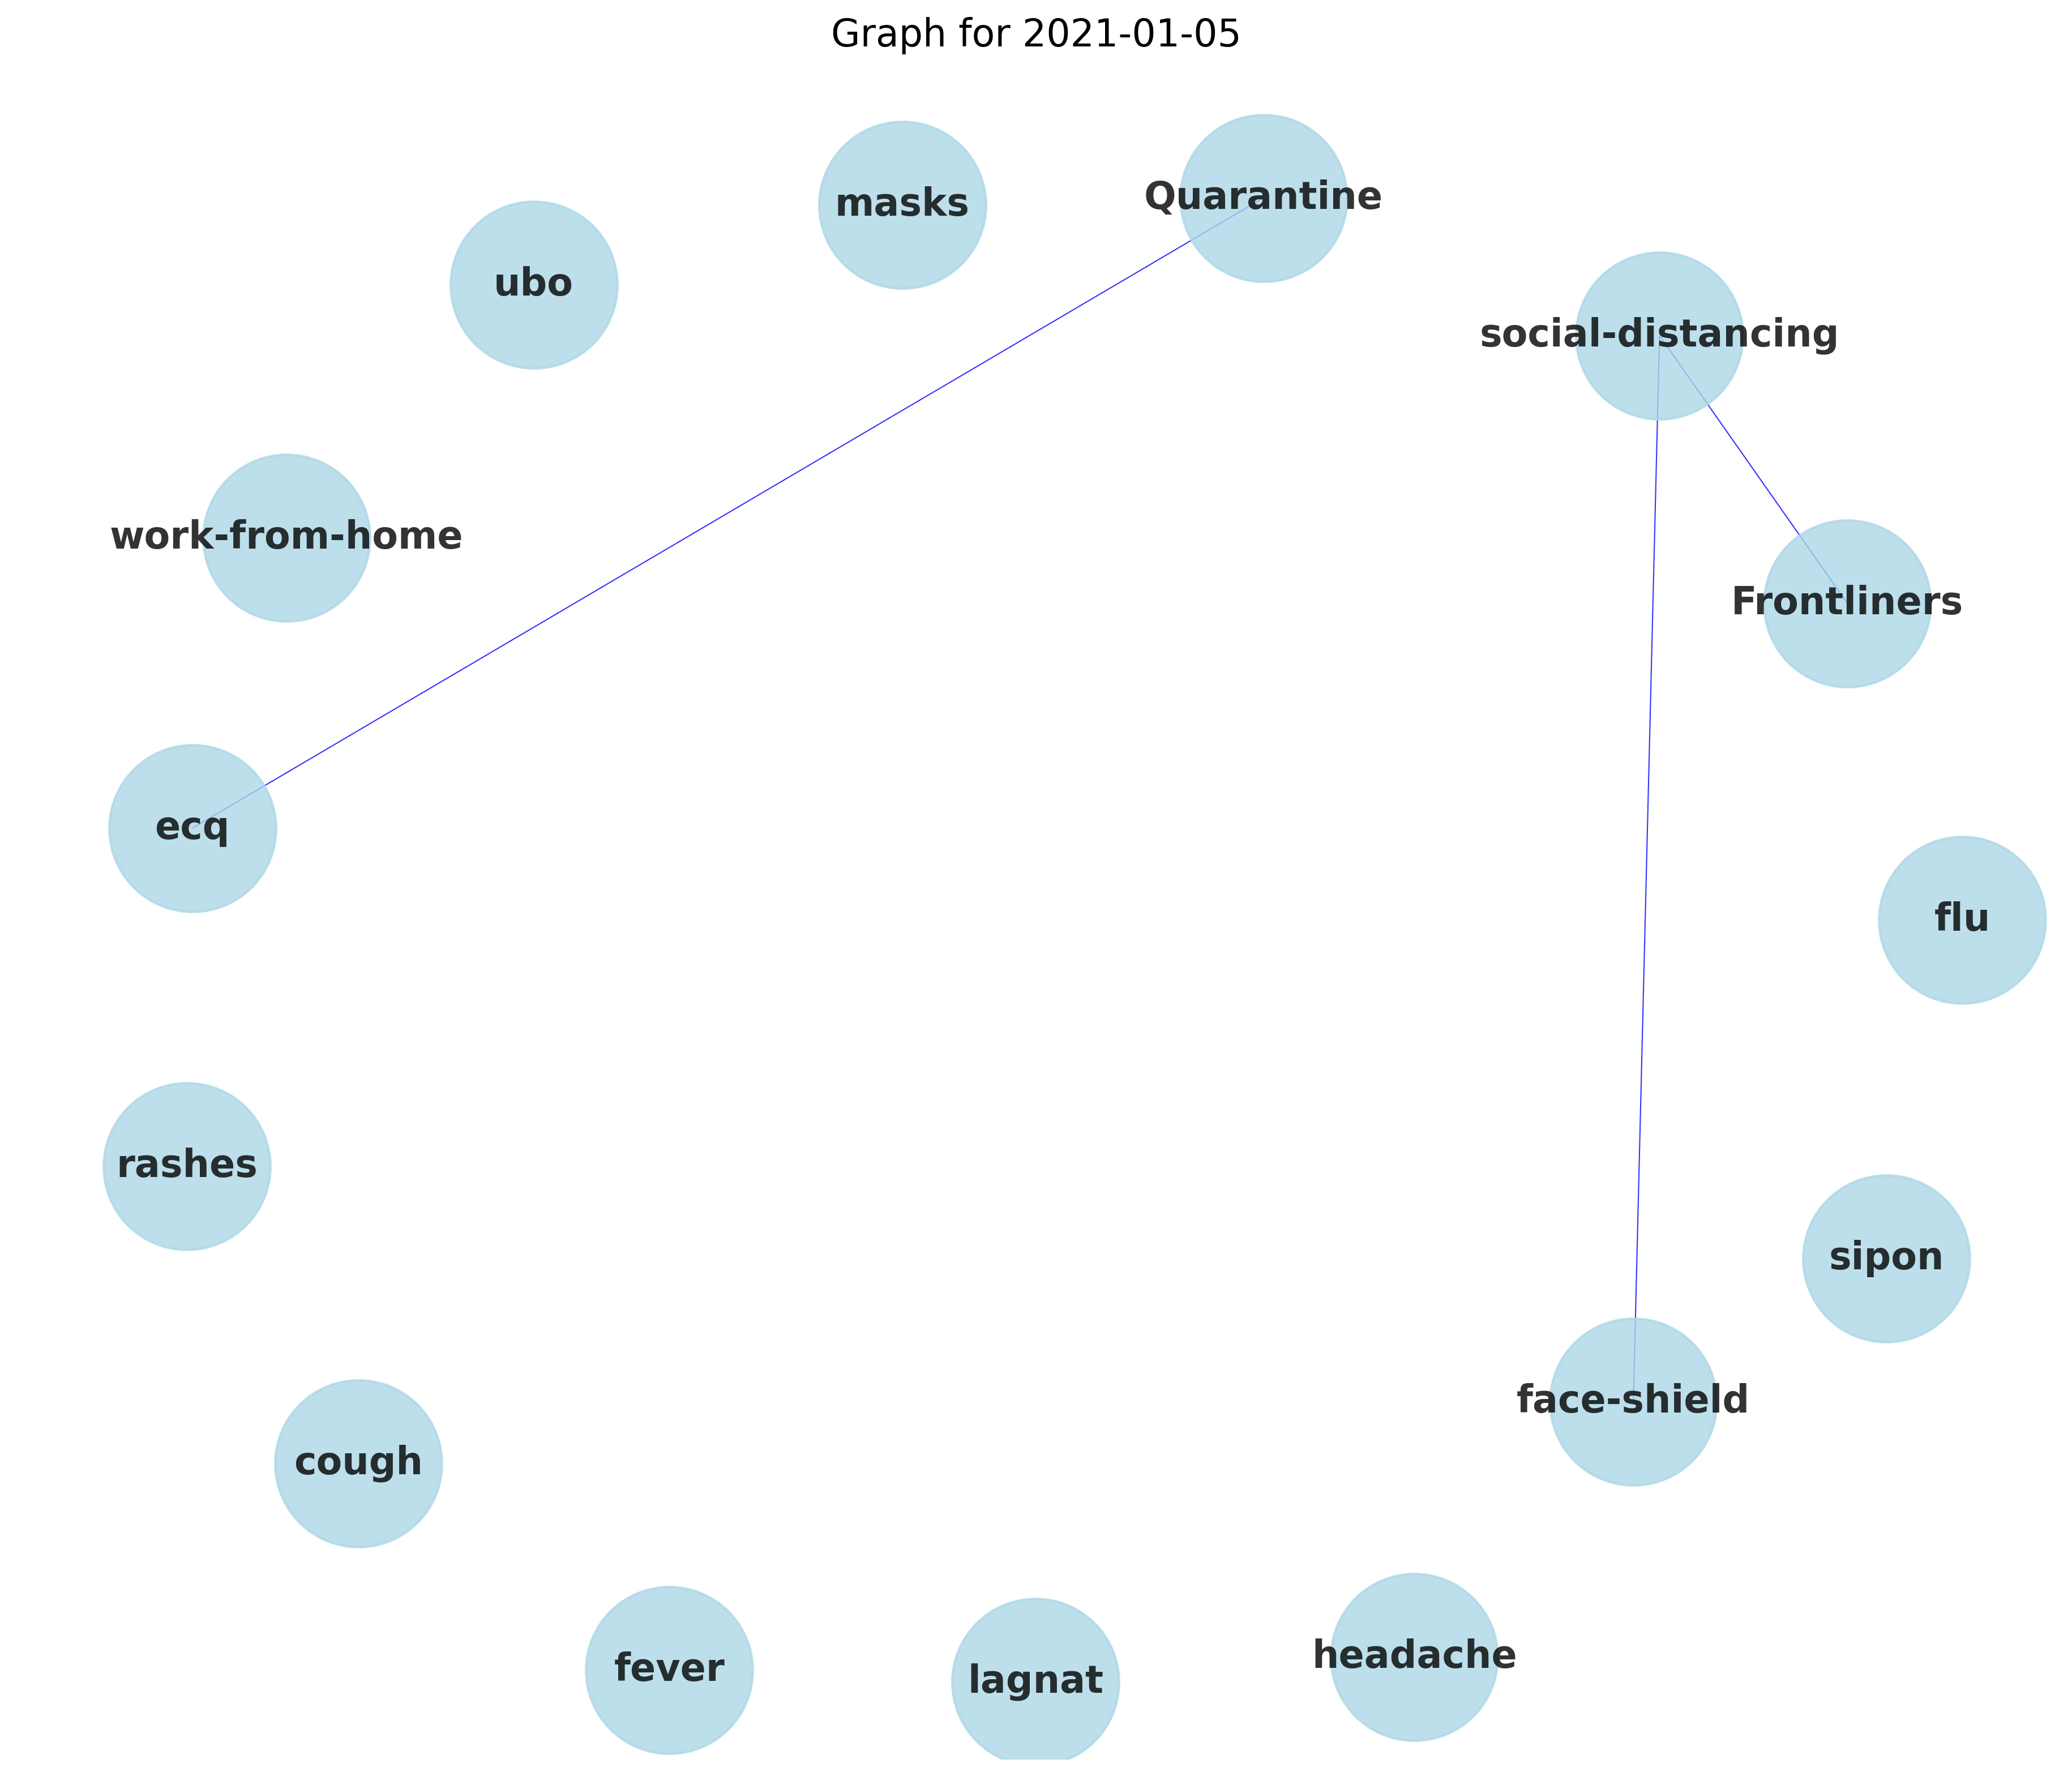 Graph for 2021-01-05
masks
Quarantine
ubo
social-distancing
work-from-home
Frontliners
ecq
flu
rashes
sipon
face-shield
cough
fever
lagnat
headache